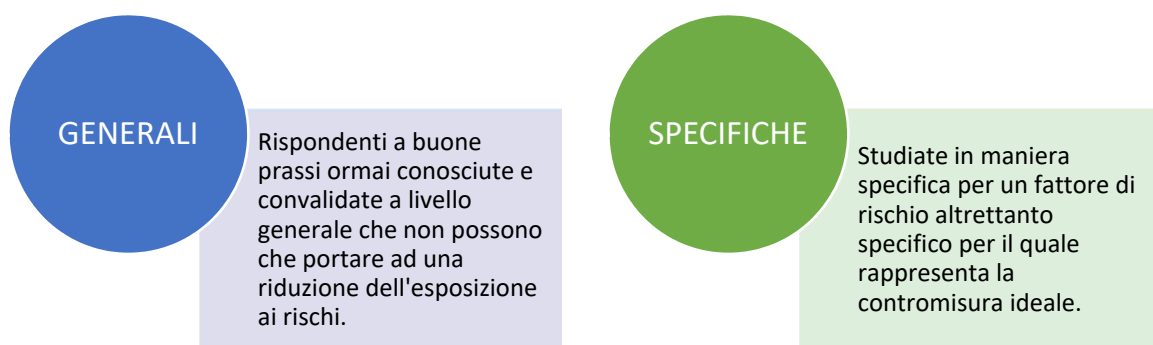 GENERALI
Rispondenti a buone
prassi ormai conosciute e
convalidate a livello
generale che non possono
che portare ad una
riduzione dell'esposizione
ai rischi.
SPECIFICHE
Studiate in maniera
specifica per un fattore di
rischio altrettanto
specifico per il quale
rappresenta la
contromisura ideale.